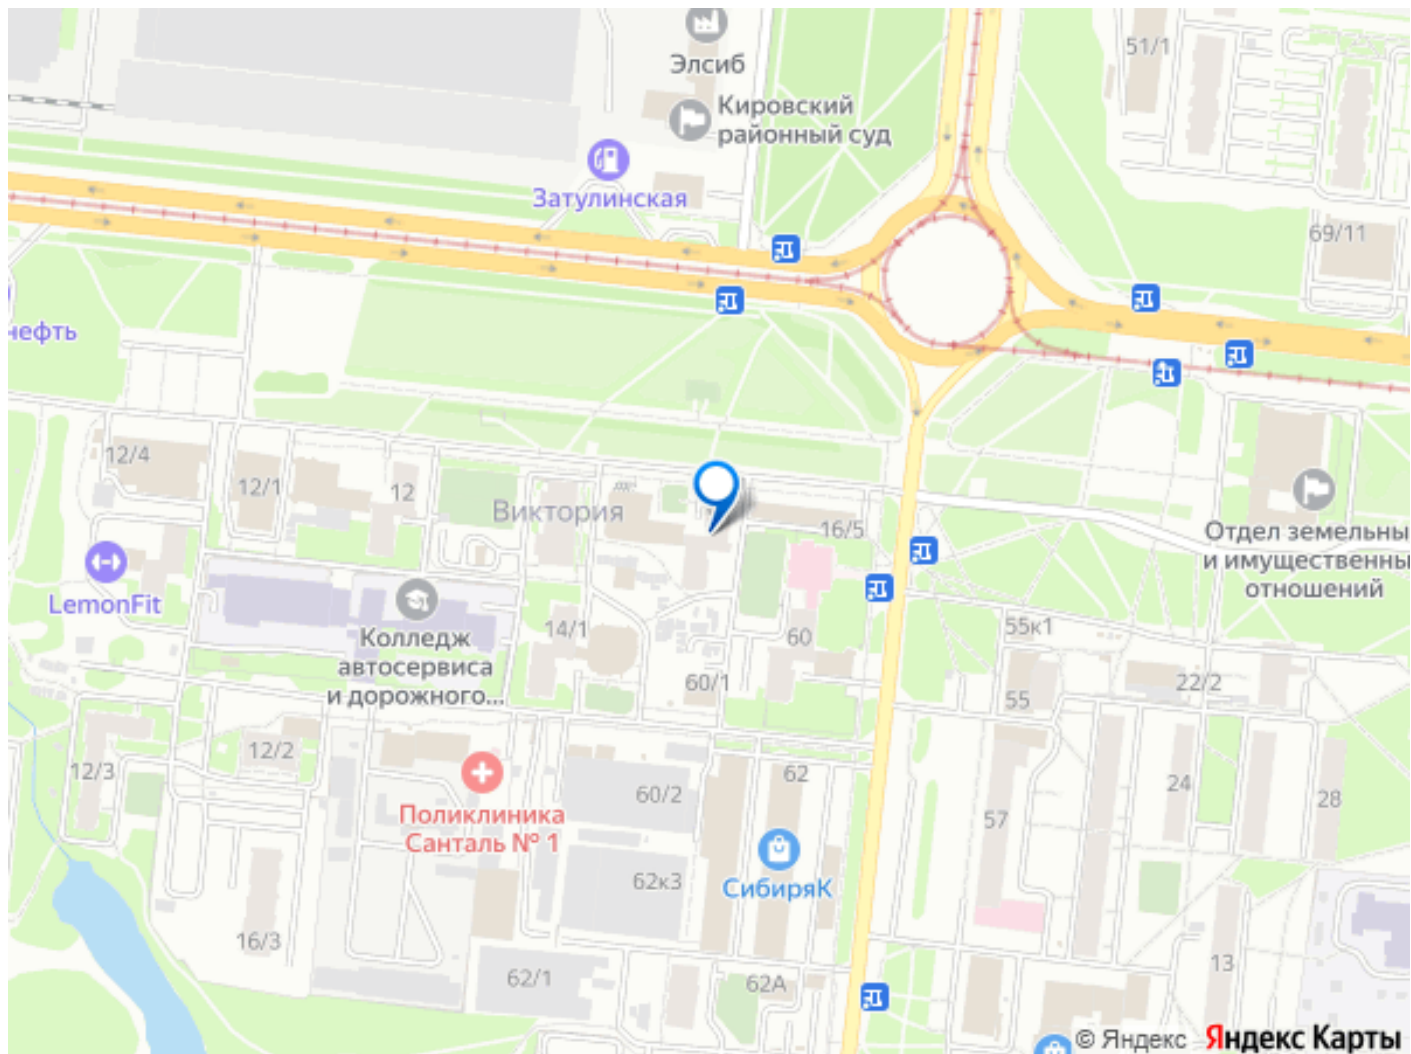 Элсиб
51/1
Кировский
районный суд
Затулинская
69/11
нефть
12/4
12/1
12
Виктория
16/5
Отдел земельны
и имущественны
отношений
LemonFit
Колледж
автосервиса
и дорожного...
14/1
60
55к1
60/1
55
22/2
12/2
12/3
62
60/2
24
28
57
Поликлиника
Санталь № 1
62к3
СибиряК
16/3
62/1
62А
13
© Яндекс Яндекс Карты